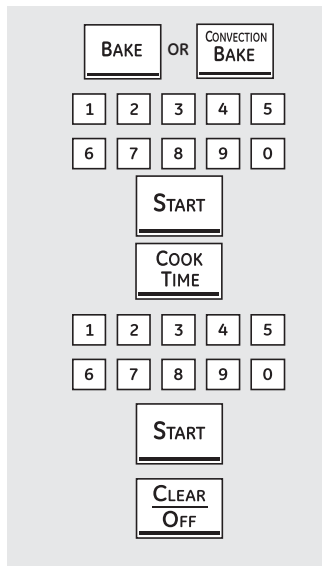 BAKE OR CONVECTION BAKE
1 2 3 4 5
6 7 8 9 0
START
COOK
TIME
1 2 3 4 5
6 7 8 9 0
START
CLEAR
OFF